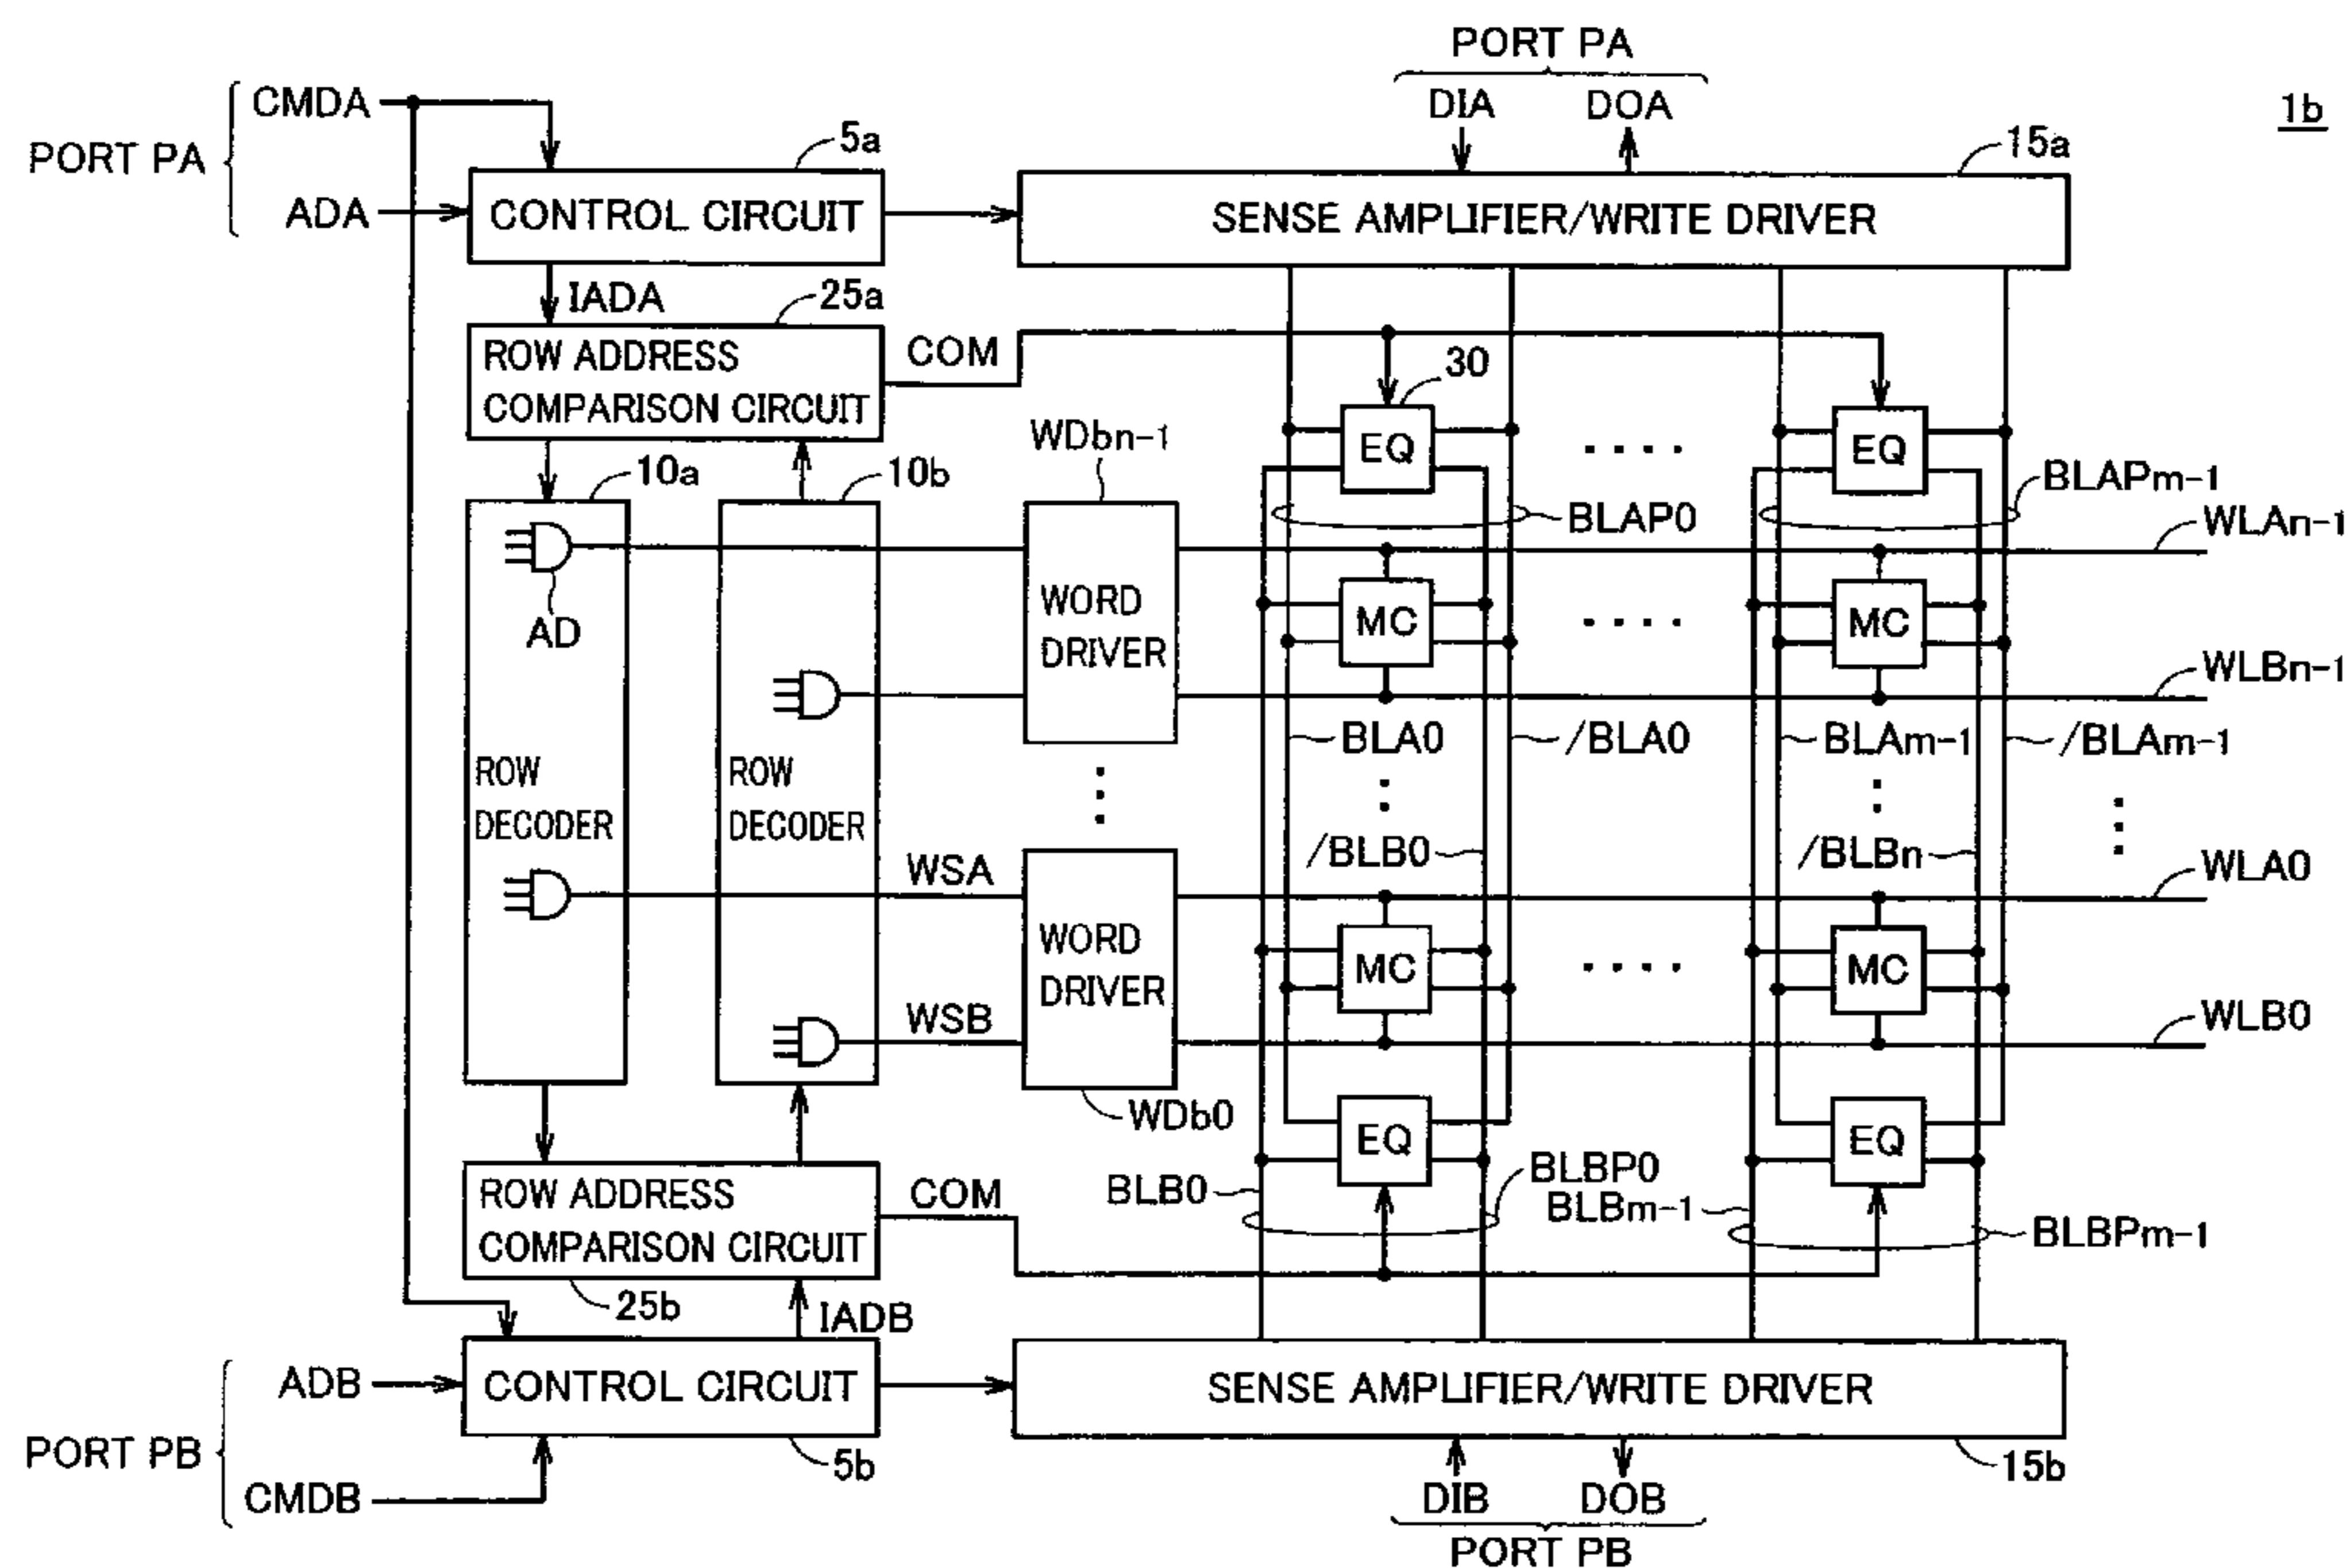 PORT PA
CMDA
DIA
DOA
1b
5a
15a
PORT PA
ADA
CONTROL CIRCUIT
SENSE AMPLIFIER/WRITE DRIVER
IADA
25a
ROW ADDRESS
COMPARISON CIRCUIT
COM
30
WDbn-1
EQ
. . . .
EQ
10a
10b
BLAPm-1
BLAP0
WLAn-1
AD
WORD
DRIVER
MC
. . . .
MC
WLBn-1
BLA0
/BLA0
BLAm-1
/BLAm-1
ROW
DECODER
ROW
DECODER
/BLB0
/BLBn
WSA
WLA0
WORD
DRIVER
MC
. . . .
MC
WSB
WLB0
WDb0
EQ
EQ
ROW ADDRESS
COMPARISON CIRCUIT
COM
BLB0
BLBP0
BLBm-1
BLBPm-1
25b
IADB
ADB
CONTROL CIRCUIT
SENSE AMPLIFIER/WRITE DRIVER
PORT PB
5b
15b
CMDB
DIB
DOB
PORT PB